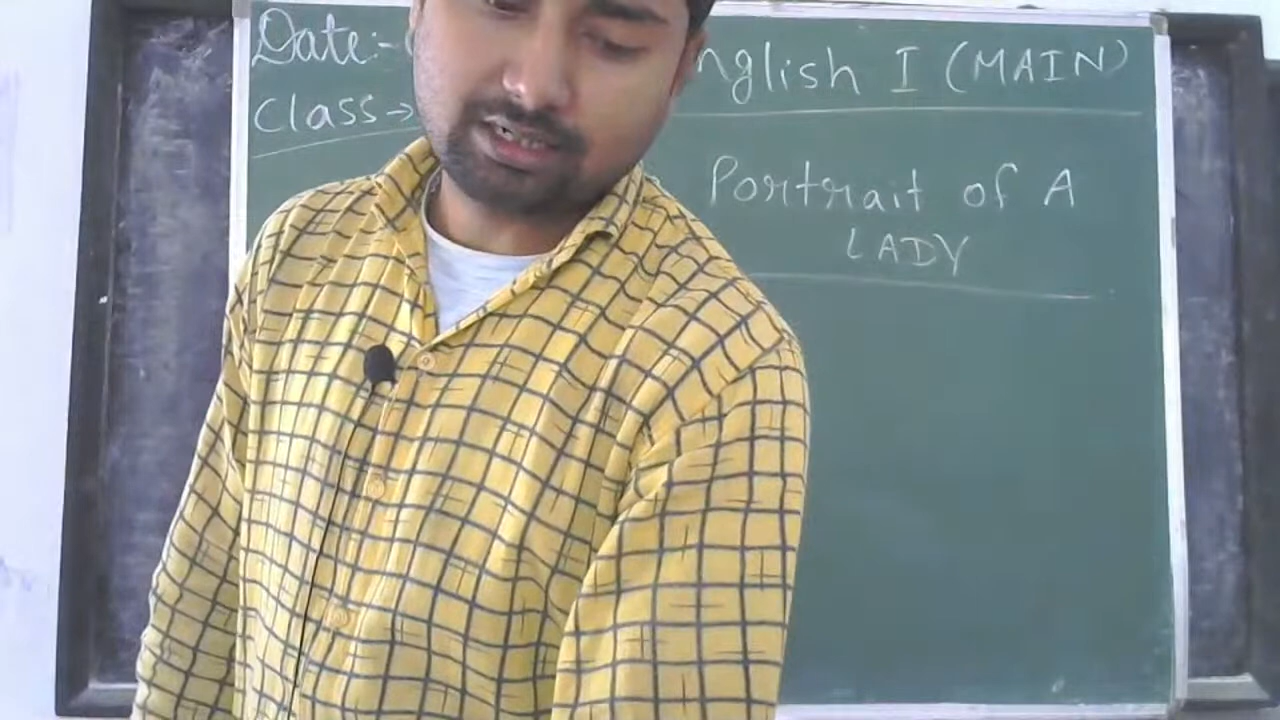 Date:- nglish I (MAIN)
Class→
Portrait of A
LADY